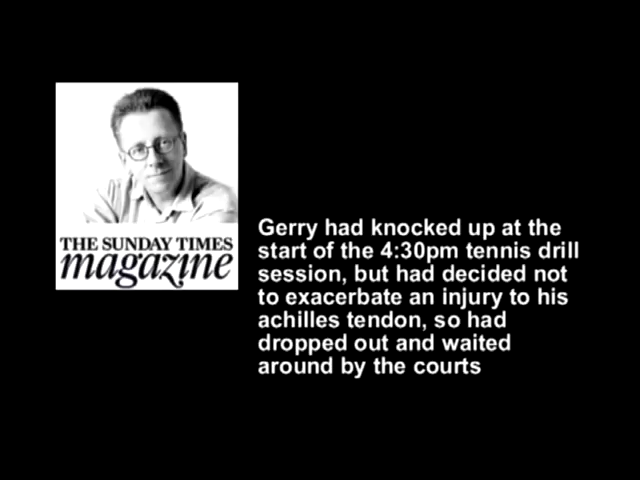 THE SUNDAY TIMES
magazine
Gerry had knocked up at the
start of the 4:30pm tennis drill
session, but had decided not
to exacerbate an injury to his
achilles tendon, so had
dropped out and waited
around by the courts